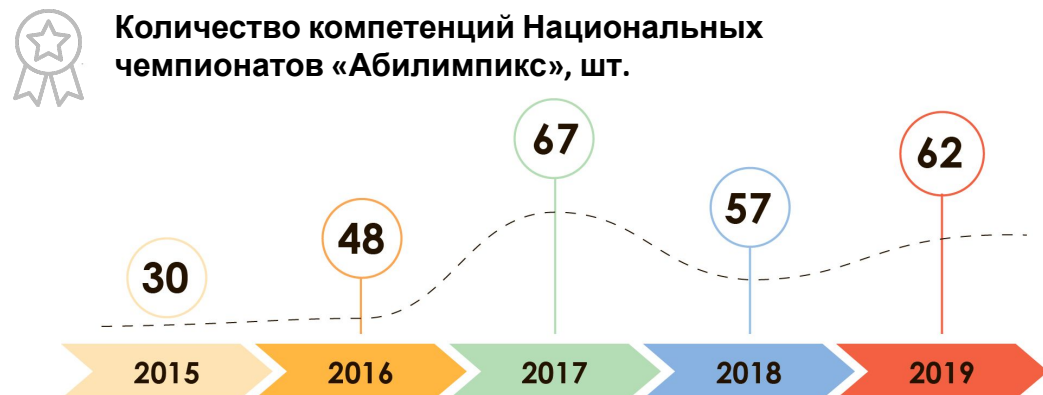 Количество компетенций Национальных
чемпионатов «Абилимпикс», шт.
67
62
57
48
30
2015 2016 2017 2018 2019